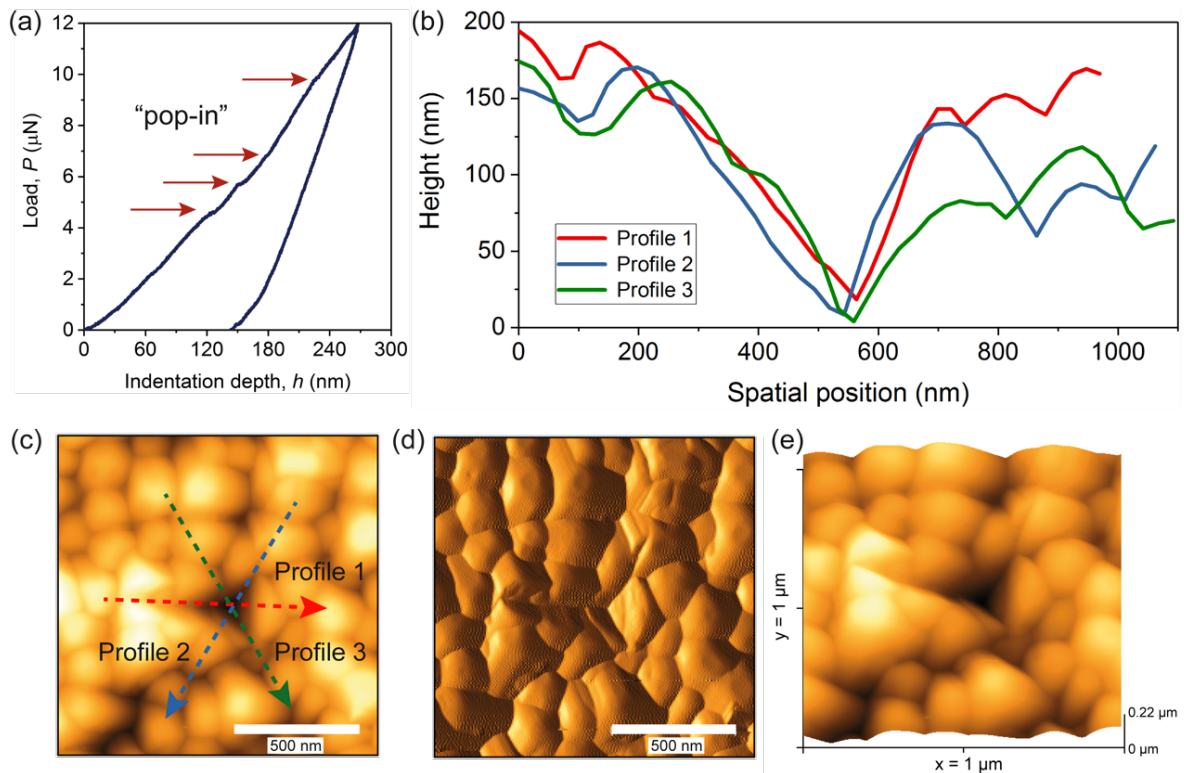 (a)
12
10
8
6
4
2
0
Load, P (μN)
"pop-in"
0
60
120
180
240
300
Indentation depth, h (nm)
(b)
200
150
100
50
0
Height (nm)
Profile 1
Profile 2
Profile 3
0
200
400
600
800
1000
Spatial position (nm)
(c)
Profile 1
Profile 2
Profile 3
500 nm
(d)
500 nm
(e)
y = 1 μm
0.22 μm
0 μm
x = 1 μm